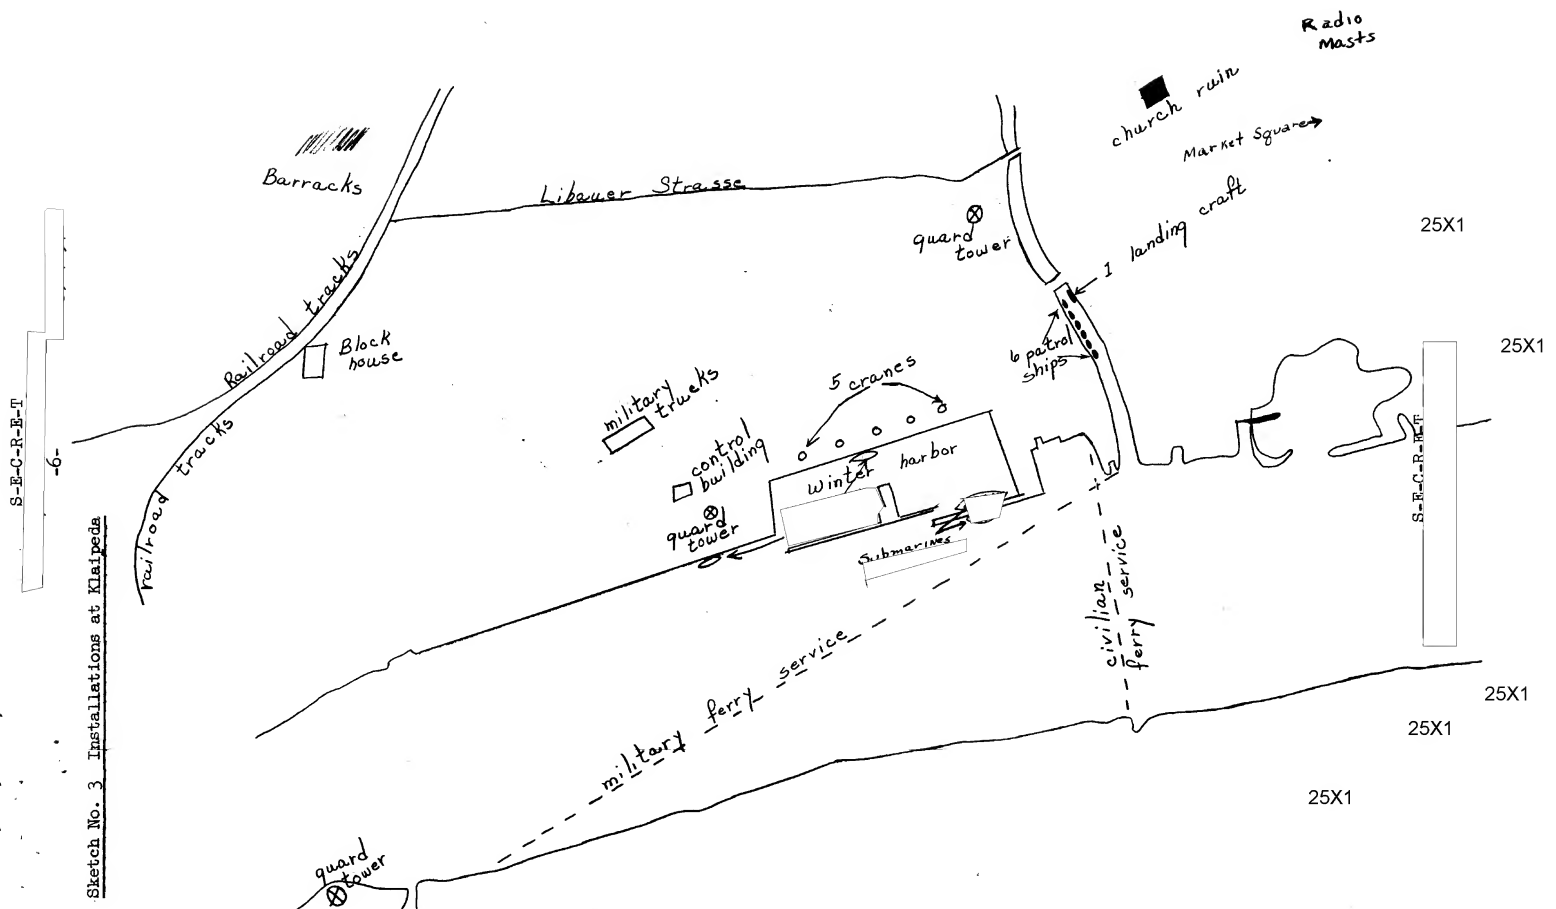 Radio
Masts
church ruin
Market Square
Barracks
Libauer Strasse
1 landing craft
guard
tower
25X1
Railroad tracks
Block
house
6 patrol
ships
25X1
5 cranes
military
trucks
control
building
winter harbor
railroad tracks
guard
tower
Submarines
S-E-C-R-E-T
-6-
S-E-C-R-E-T
civilian
ferry service
military ferry service
25X1
25X1
25X1
guard
tower
Sketch No. 3 Installations at Klaipeda